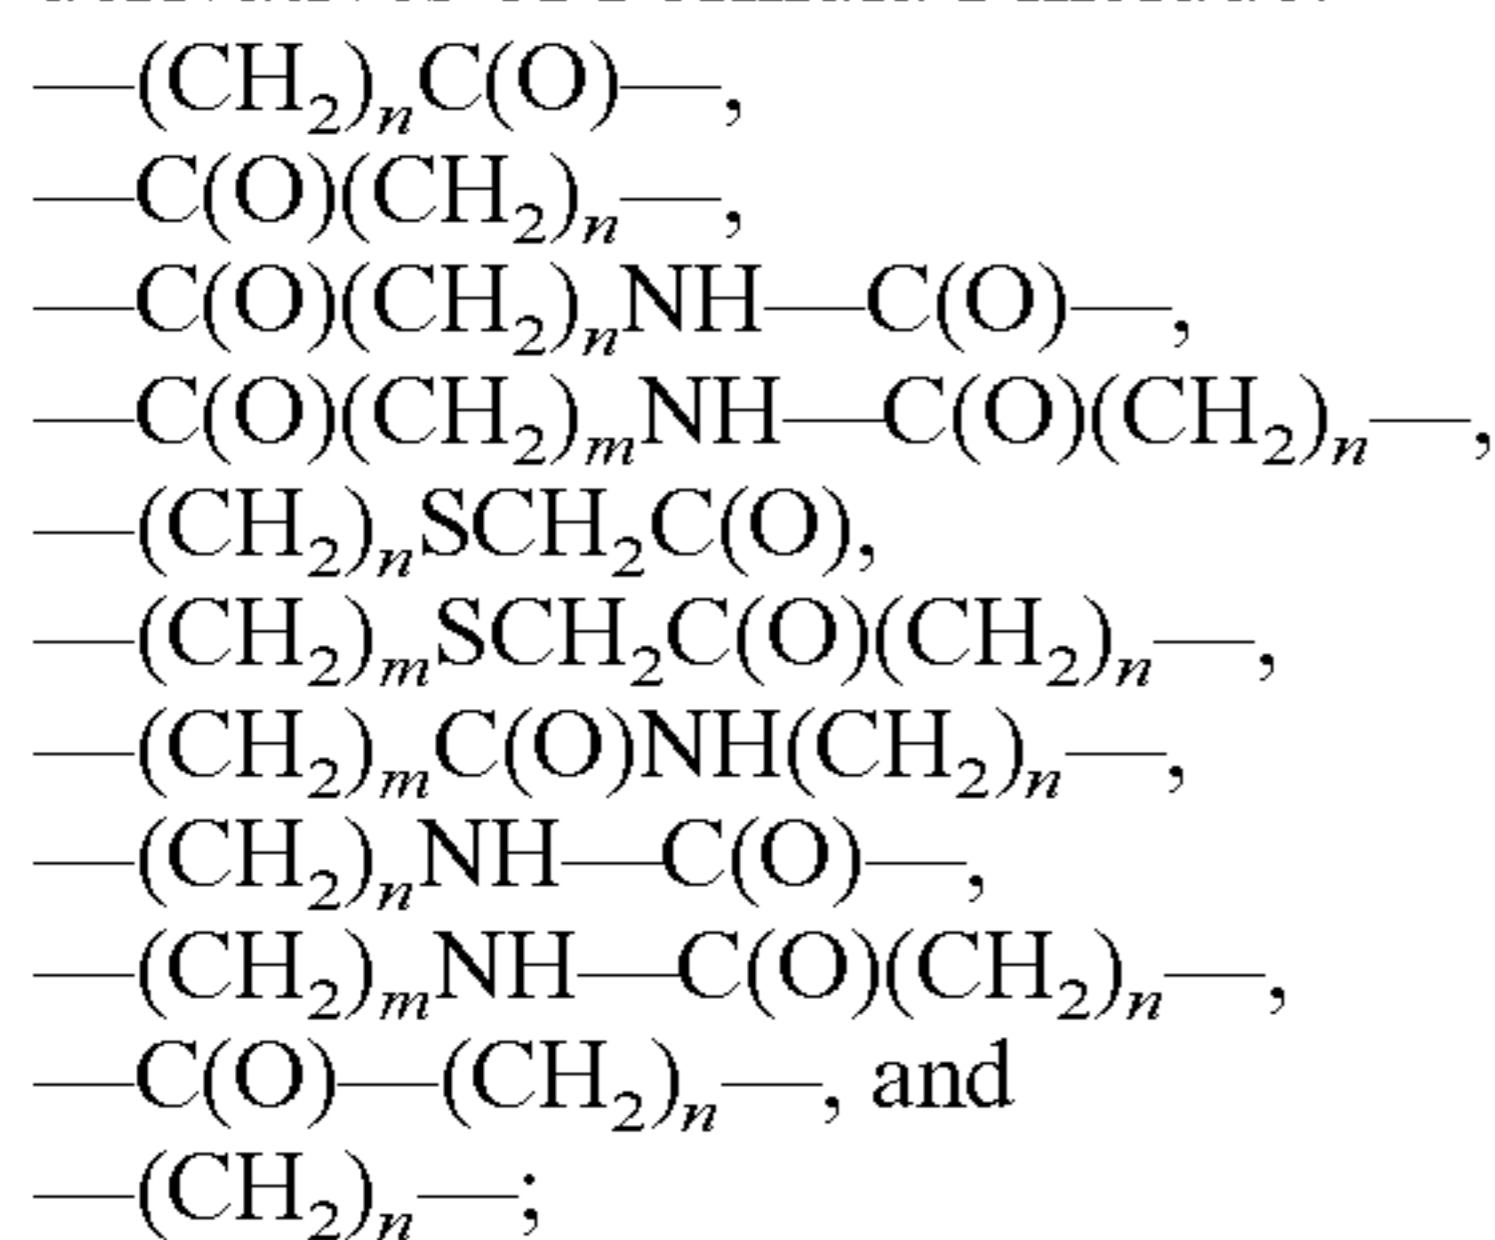 —(CH₂)ₙC(O)—,
—C(O)(CH₂)ₙ—,
—C(O)(CH₂)ₙNH—C(O)—,
—C(O)(CH₂)ₘNH—C(O)(CH₂)ₙ—,
—(CH₂)ₙSCH₂C(O),
—(CH₂)ₘSCH₂C(O)(CH₂)ₙ—,
—(CH₂)ₘC(O)NH(CH₂)ₙ—,
—(CH₂)ₙNH—C(O)—,
—(CH₂)ₘNH—C(O)(CH₂)ₙ—,
—C(O)—(CH₂)ₙ—, and
—(CH₂)ₙ—;